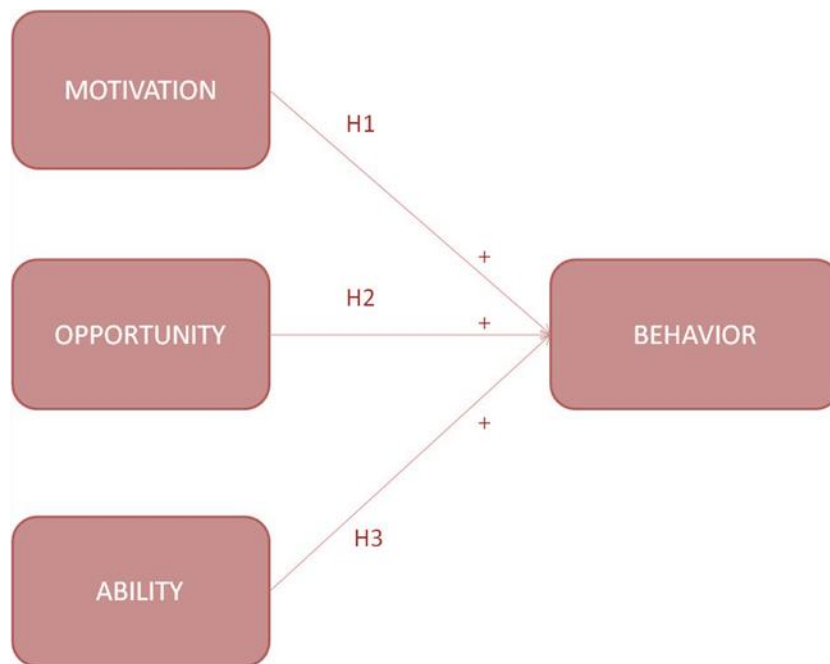 MOTIVATION
H1
+
OPPORTUNITY
H2
+
BEHAVIOR
+
H3
ABILITY